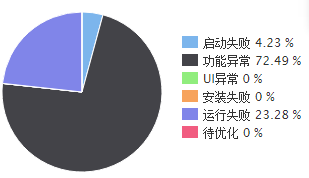 启动失败 4.23 %
功能异常 72.49 %
UI异常 0 %
安装失败 0 %
运行失败 23.28 %
待优化 0 %